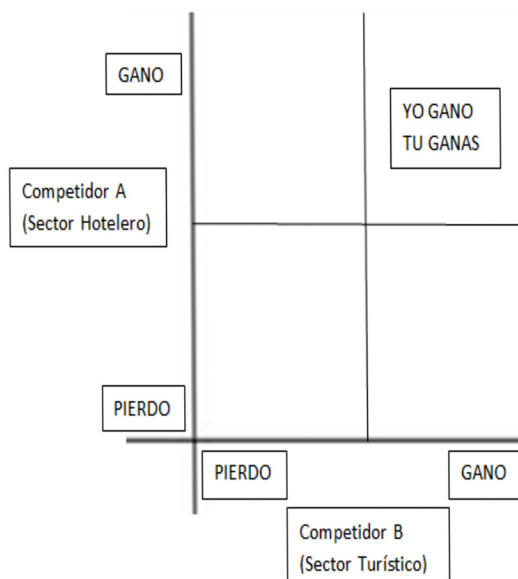 GANO
YO GANO
TU GANAS
Competidor A
(Sector Hotelero)
PIERDO
PIERDO
GANO
Competidor B
(Sector Turístico)